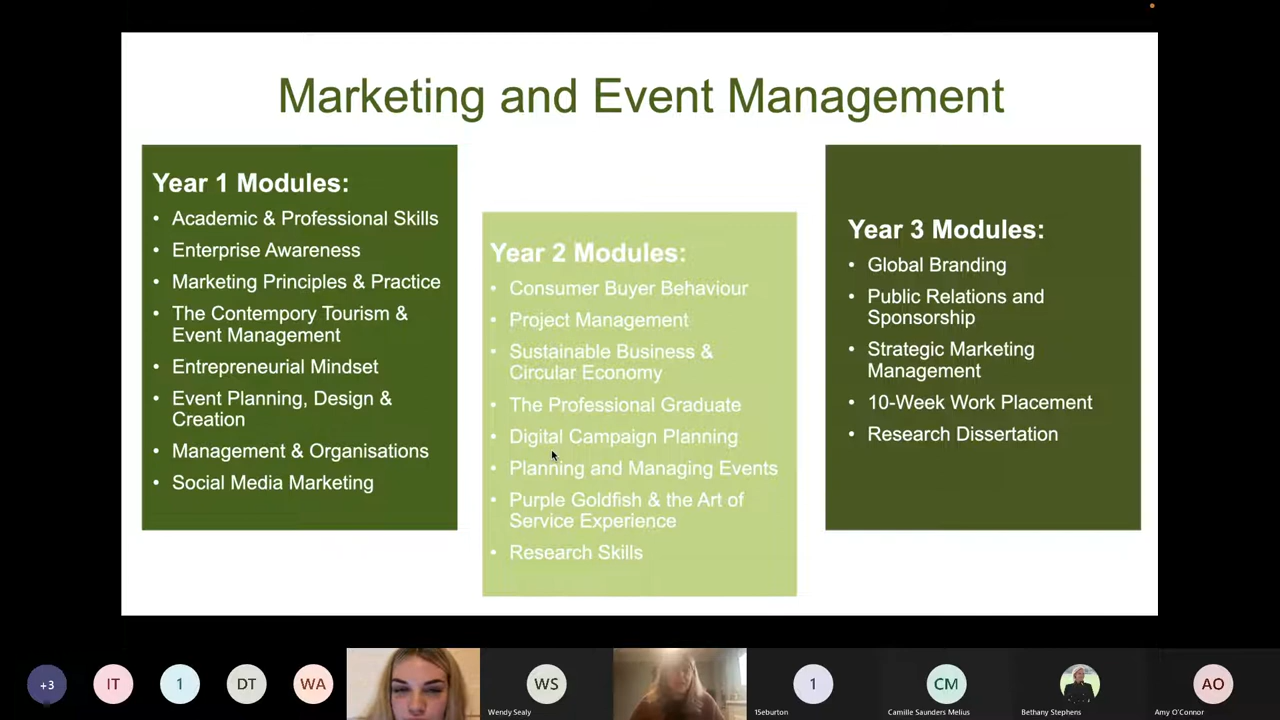 Marketing and Event Management
Year 1 Modules:
• Academic & Professional Skills
• Enterprise Awareness
• Marketing Principles & Practice
• The Contempory Tourism &
Event Management
• Entrepreneurial Mindset
• Event Planning, Design &
Creation
• Management & Organisations
• Social Media Marketing
Year 2 Modules:
• Consumer Buyer Behaviour
• Project Management
• Sustainable Business &
Circular Economy
• The Professional Graduate
• Digital Campaign Planning
• Planning and Managing Events
• Purple Goldfish & the Art of
Service Experience
• Research Skills
Year 3 Modules:
• Global Branding
• Public Relations and
Sponsorship
• Strategic Marketing
Management
• 10-Week Work Placement
• Research Dissertation
+3
IT
1
DT
WA
WS
Wendy Sealy
1
1Seburton
CM
Camille Saunders Melius
Bethany Stephens
AO
Amy O'Connor